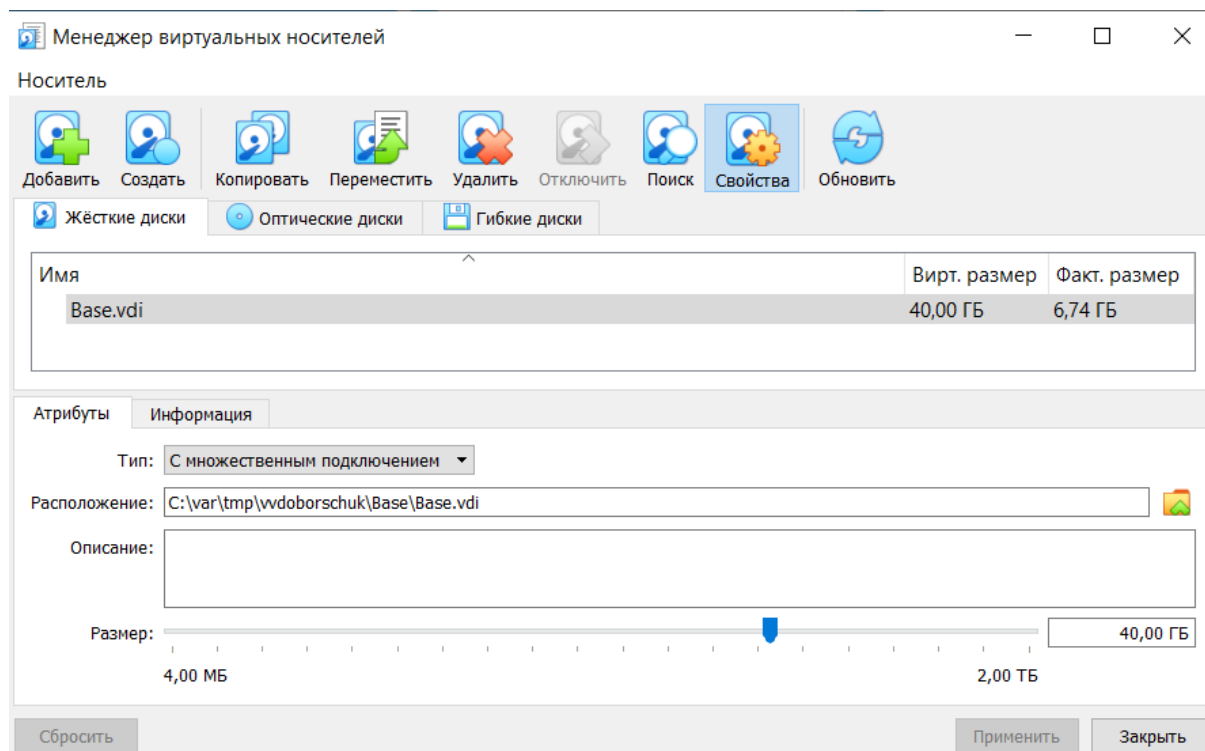 Менеджер виртуальных носителей
Носитель
Добавить Создать Копировать Переместить Удалить Отключить Поиск Свойства Обновить
Жёсткие диски Оптические диски Гибкие диски
Имя Вирт. размер Факт. размер
Base.vdi 40,00 ГБ 6,74 ГБ
Атрибуты Информация
Тип: С множественным подключением
Расположение: C:\var\tmp\vvdoborschuk\Base\Base.vdi
Описание:
Размер: 40,00 ГБ
4,00 МБ 2,00 ТБ
Сбросить Применить Закрыть